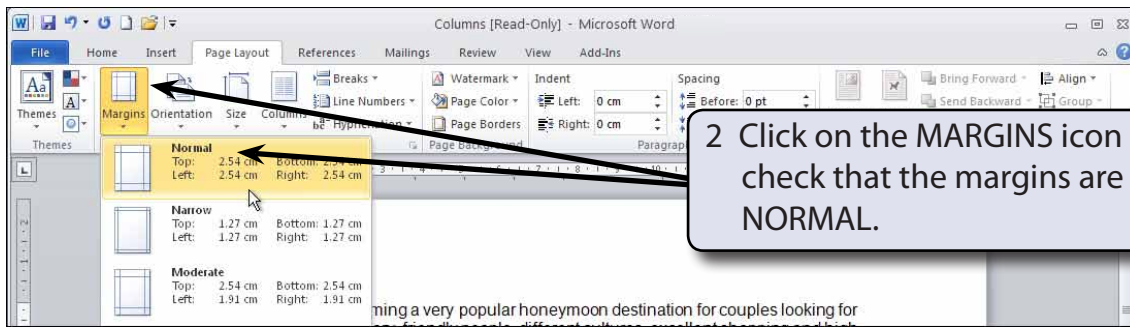 Columns [Read-Only] - Microsoft Word
File Home Insert Page Layout References Mailings Review View Add-Ins
Breaks Watermark Indent Spacing Bring Forward Align
Line Numbers Page Color Left: 0 cm Before: 0 pt Send Backward Group
Themes Margins Orientation Size Columns Hyphenation Page Borders Right: 0 cm
Themes Page Background
2 Click on the MARGINS icon
check that the margins are
NORMAL.
Normal
Top: 2.54 cm Bottom: 2.54 cm
Left: 2.54 cm Right: 2.54 cm
Narrow
Top: 1.27 cm Bottom: 1.27 cm
Left: 1.27 cm Right: 1.27 cm
Moderate
Top: 2.54 cm Bottom: 2.54 cm
Left: 1.91 cm Right: 1.91 cm
a very popular honeymoon destination for couples looking for